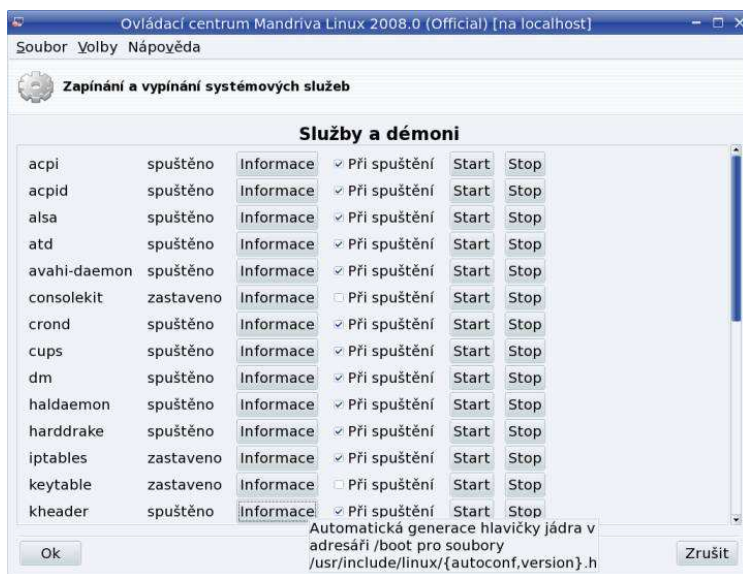 Ovládací centrum Mandriva Linux 2008.0 (Official) [na localhost]
Soubor Volby Nápověda
Zapínání a vypínání systémových služeb
Služby a démoni
acpi spuštěno Informace Při spuštění Start Stop
acpid spuštěno Informace Při spuštění Start Stop
alsa spuštěno Informace Při spuštění Start Stop
atd spuštěno Informace Při spuštění Start Stop
avahi-daemon spuštěno Informace Při spuštění Start Stop
consolekit zastaveno Informace Při spuštění Start Stop
crond spuštěno Informace Při spuštění Start Stop
cups spuštěno Informace Při spuštění Start Stop
dm spuštěno Informace Při spuštění Start Stop
haldaemon spuštěno Informace Při spuštění Start Stop
harddrake spuštěno Informace Při spuštění Start Stop
iptables zastaveno Informace Při spuštění Start Stop
keytable zastaveno Informace Při spuštění Start Stop
kheader spuštěno Informace Při spuštění Start Stop
Automatická generace hlavičky jádra v
adresáři /boot pro soubory
/usr/include/linux/{autoconf,version}.h
Ok Zrušit